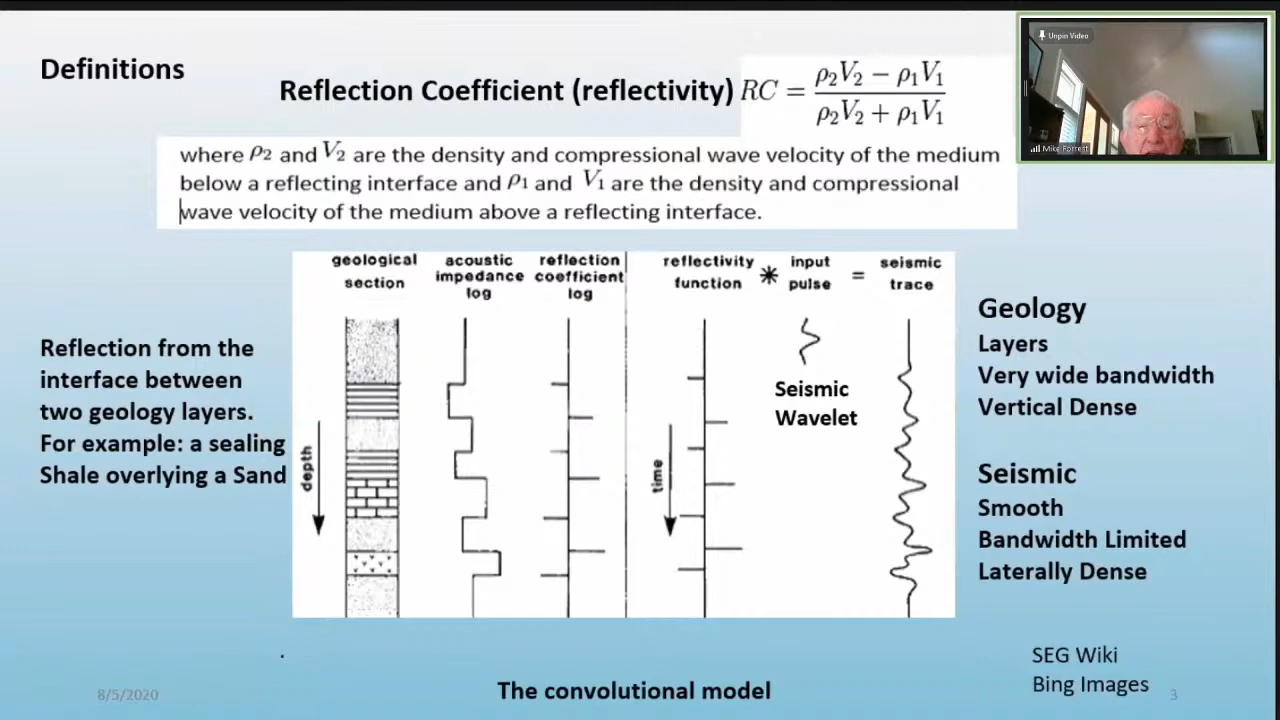 Definitions
Reflection Coefficient (reflectivity) RC = (ρ₂V₂ − ρ₁V₁) / (ρ₂V₂ + ρ₁V₁)
Unpin Video
Mike Forrest
where ρ₂ and V₂ are the density and compressional wave velocity of the medium
below a reflecting interface and ρ₁ and V₁ are the density and compressional
wave velocity of the medium above a reflecting interface.
geological
section
acoustic
impedance
log
reflection
coefficient
log
reflectivity
function
*
input
pulse
=
seismic
trace
depth
time
Seismic
Wavelet
Reflection from the
interface between
two geology layers.
For example: a sealing
Shale overlying a Sand
Geology
Layers
Very wide bandwidth
Vertical Dense
Seismic
Smooth
Bandwidth Limited
Laterally Dense
SEG Wiki
Bing Images
8/5/2020
The convolutional model
3